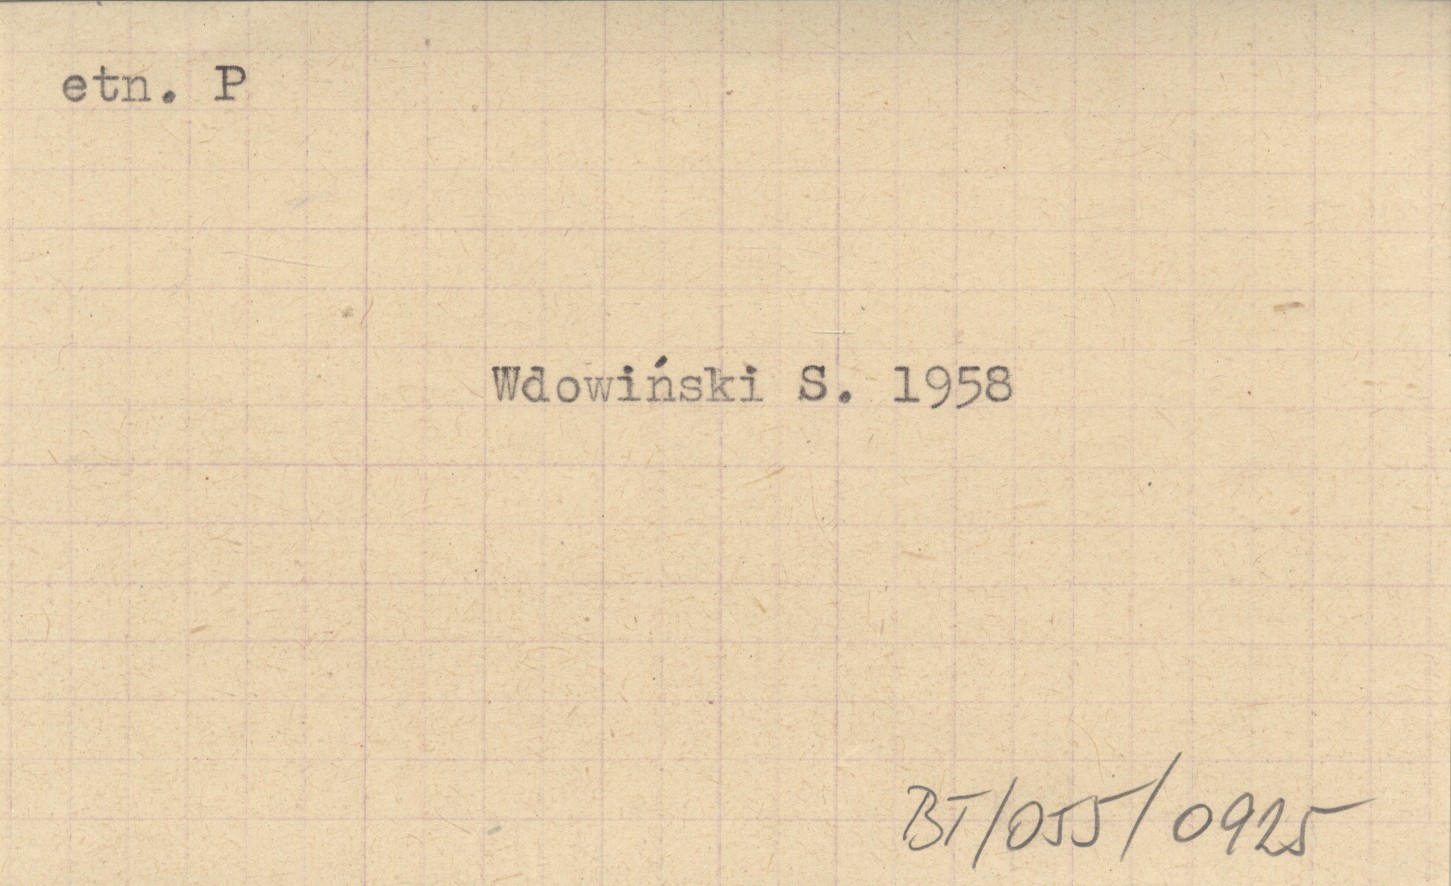 etn. P
Wdowiński S. 1958
BT/055/0925